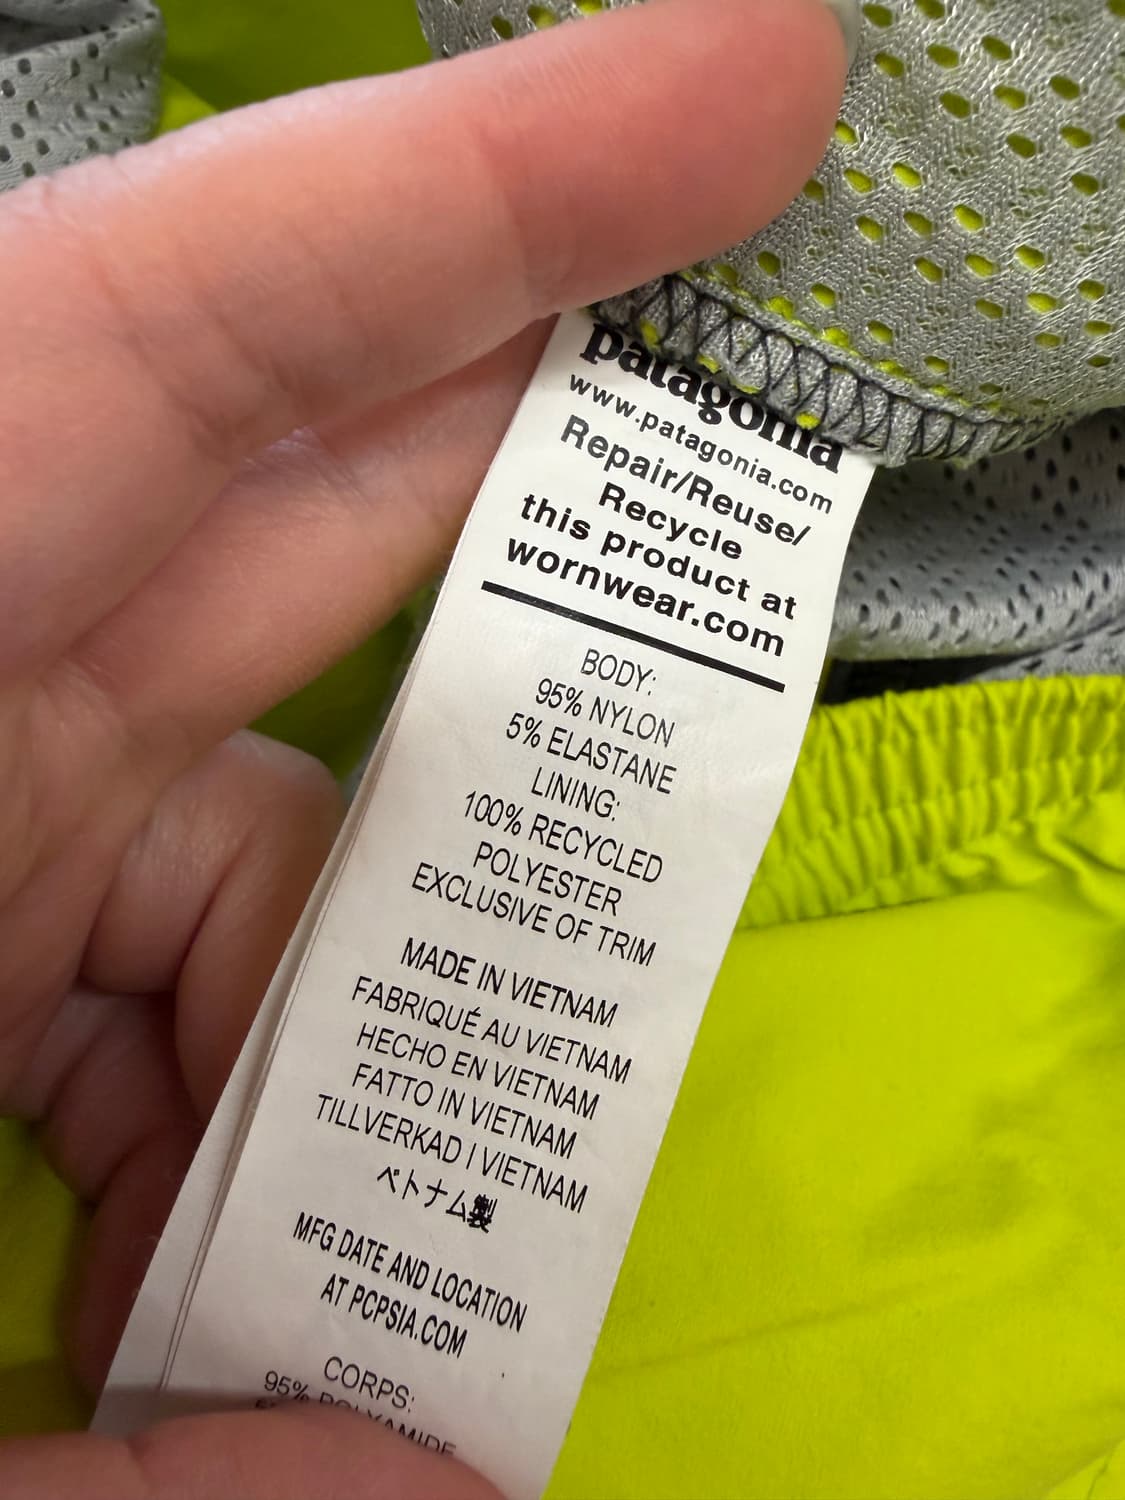 patagonia
www.patagonia.com
Repair/Reuse/
Recycle
this product at
wornwear.com
BODY:
95% NYLON
5% ELASTANE
LINING:
100% RECYCLED
POLYESTER
EXCLUSIVE OF TRIM
MADE IN VIETNAM
FABRIQUÉ AU VIETNAM
HECHO EN VIETNAM
FATTO IN VIETNAM
TILLVERKAD I VIETNAM
ベトナム製
MFG DATE AND LOCATION
AT PCPSIA.COM
CORPS:
95% POLYAMIDE